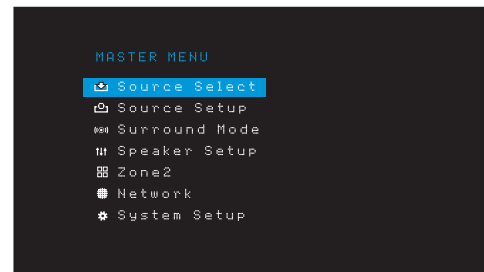 MASTER MENU
Source Select
Source Setup
Surround Mode
Speaker Setup
Zone2
Network
System Setup